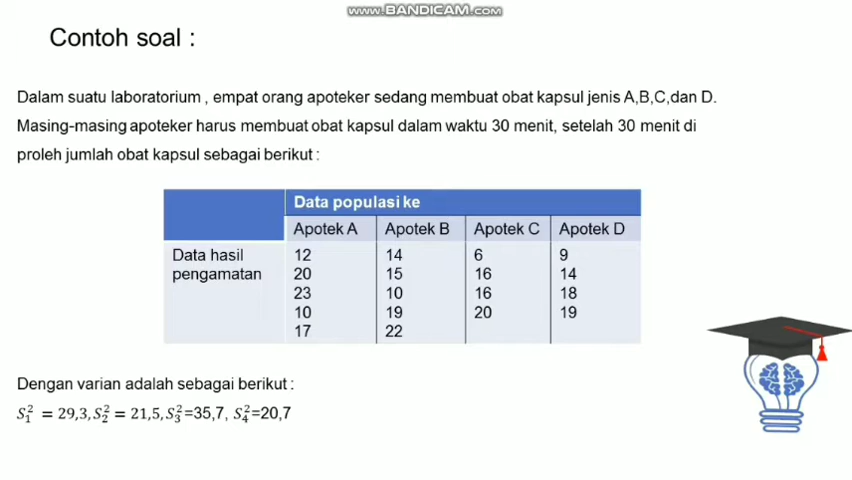 www.BANDICAM.com
Contoh soal :
Dalam suatu laboratorium , empat orang apoteker sedang membuat obat kapsul jenis A,B,C,dan D.
Masing-masing apoteker harus membuat obat kapsul dalam waktu 30 menit, setelah 30 menit di
proleh jumlah obat kapsul sebagai berikut :
Data populasi ke
Apotek A Apotek B Apotek C Apotek D
Data hasil 12 14 6 9
pengamatan 20 15 16 14
23 10 16 18
10 19 20 19
17 22
Dengan varian adalah sebagai berikut :
S₁² = 29,3, S₂² = 21,5, S₃²=35,7, S₄²=20,7